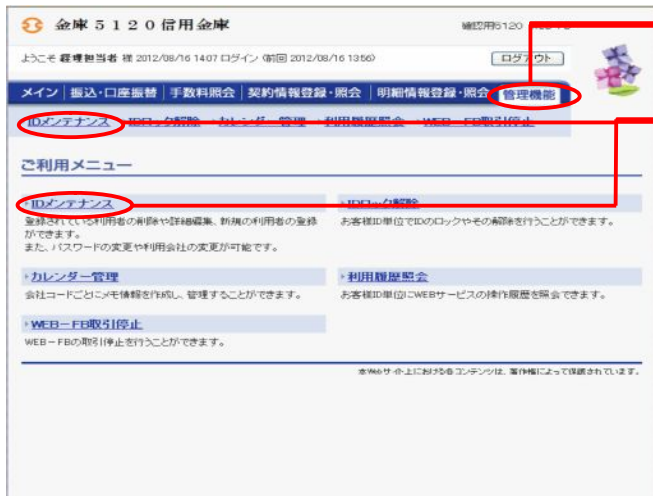 金庫５１２０信用金庫
確認用5120
ようこそ 経理担当者 様 2012/08/16 1407 ログイン (前回 2012/08/16 1356)
ログアウト
メイン 振込・口座振替 手数料照会 契約情報登録・照会 明細情報登録・照会 管理機能
IDメンテナンス IDロック解除 カレンダー管理 利用履歴照会 WEB－FB取引停止
ご利用メニュー
IDメンテナンス
登録されている利用者の削除や詳細編集、新規の利用者の登録
ができます。
また、パスワードの変更や利用会社の変更が可能です。
IDロック解除
お客様ID単位でIDのロックやその解除を行うことができます。
カレンダー管理
会社コードごとにメモ情報を作成し、管理することができます。
利用履歴照会
お客様ID単位にWEBサービスの操作履歴を照会できます。
WEB－FB取引停止
WEB－FBの取引停止を行うことができます。
本Webサイト上における各コンテンツは、著作権によって保護されています。